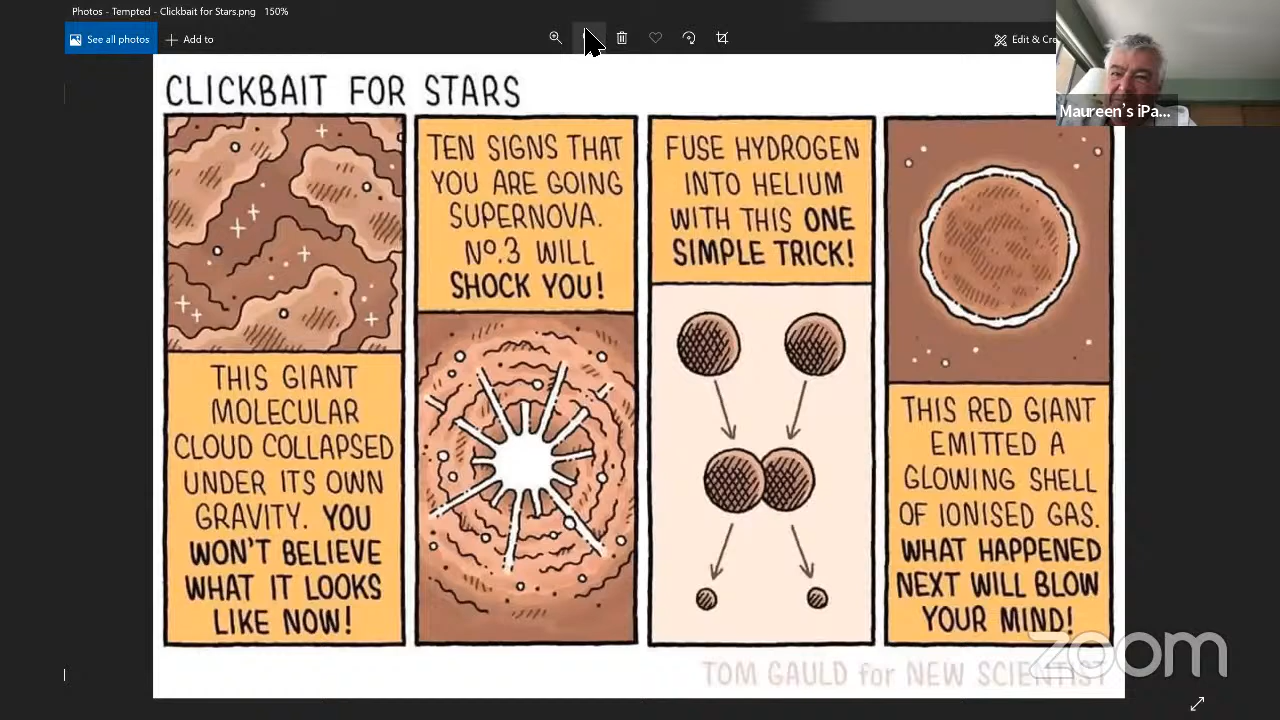 Photos - Tempted - Clickbait for Stars.png 150%
See all photos
Add to
Edit & Cre
Maureen's iPa...
CLICKBAIT FOR STARS
THIS GIANT
MOLECULAR
CLOUD COLLAPSED
UNDER ITS OWN
GRAVITY. YOU
WON'T BELIEVE
WHAT IT LOOKS
LIKE NOW!
TEN SIGNS THAT
YOU ARE GOING
SUPERNOVA.
Nº.3 WILL
SHOCK YOU!
FUSE HYDROGEN
INTO HELIUM
WITH THIS ONE
SIMPLE TRICK!
THIS RED GIANT
EMITTED A
GLOWING SHELL
OF IONISED GAS.
WHAT HAPPENED
NEXT WILL BLOW
YOUR MIND!
TOM GAULD for NEW SCIENTIST
zoom